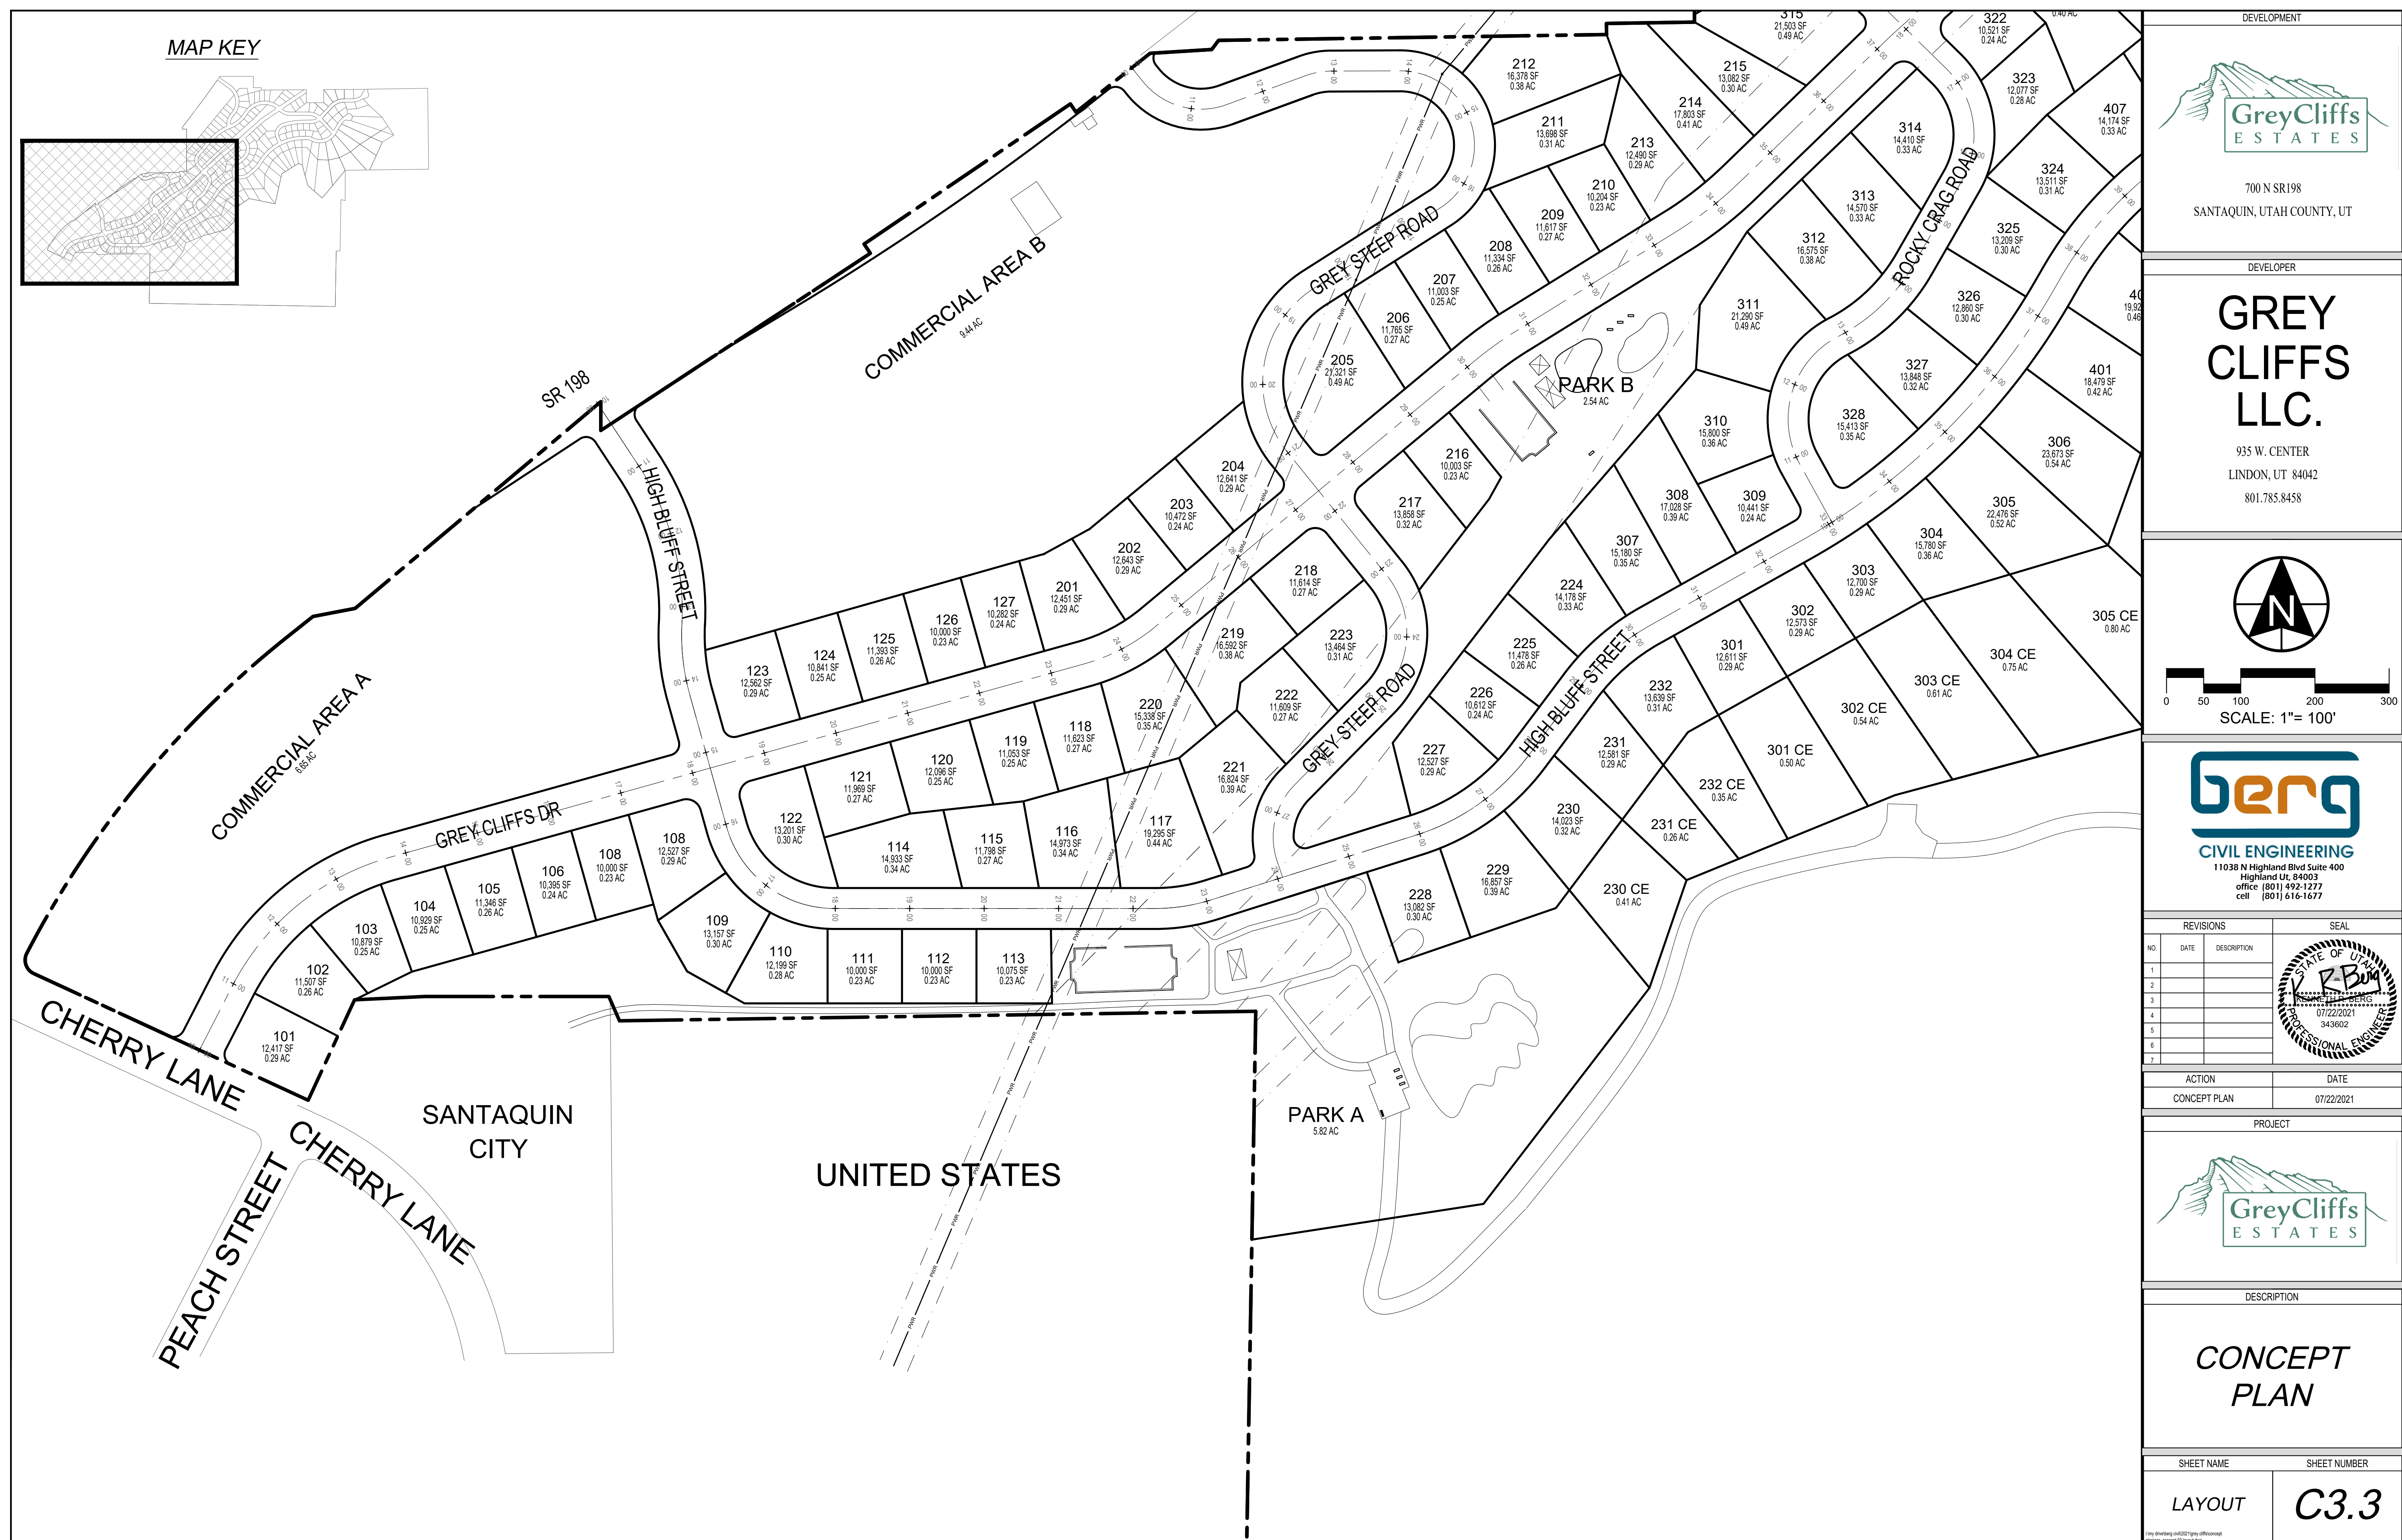 MAP KEY
SR 198
COMMERCIAL AREA A
6.65 AC
COMMERCIAL AREA B
9.44 AC
HIGH BLUFF STREET
GREY CLIFFS DR
GREY STEEP ROAD
GREY STEEP ROAD
HIGH BLUFF STREET
ROCKY CRAG ROAD
CHERRY LANE
CHERRY LANE
PEACH STREET
SANTAQUIN
CITY
UNITED STATES
PARK A
5.82 AC
PARK B
2.54 AC
101
12,417 SF
0.29 AC
102
11,507 SF
0.26 AC
103
10,879 SF
0.25 AC
104
10,929 SF
0.25 AC
105
11,346 SF
0.26 AC
106
10,395 SF
0.24 AC
108
10,000 SF
0.23 AC
108
12,527 SF
0.29 AC
109
13,157 SF
0.30 AC
110
12,199 SF
0.28 AC
111
10,000 SF
0.23 AC
112
10,000 SF
0.23 AC
113
10,075 SF
0.23 AC
114
14,933 SF
0.34 AC
115
11,798 SF
0.27 AC
116
14,973 SF
0.34 AC
117
19,295 SF
0.44 AC
118
11,623 SF
0.27 AC
119
11,053 SF
0.25 AC
120
12,096 SF
0.25 AC
121
11,969 SF
0.27 AC
122
13,201 SF
0.30 AC
123
12,562 SF
0.29 AC
124
10,841 SF
0.25 AC
125
11,393 SF
0.26 AC
126
10,000 SF
0.23 AC
127
10,282 SF
0.24 AC
201
12,451 SF
0.29 AC
202
12,643 SF
0.29 AC
203
10,472 SF
0.24 AC
204
12,641 SF
0.29 AC
205
21,321 SF
0.49 AC
206
11,765 SF
0.27 AC
207
11,003 SF
0.25 AC
208
11,334 SF
0.26 AC
209
11,617 SF
0.27 AC
210
10,204 SF
0.23 AC
211
13,698 SF
0.31 AC
212
16,378 SF
0.38 AC
213
12,490 SF
0.29 AC
214
17,803 SF
0.41 AC
215
13,082 SF
0.30 AC
216
10,003 SF
0.23 AC
217
13,858 SF
0.32 AC
218
11,614 SF
0.27 AC
219
16,592 SF
0.38 AC
220
15,338 SF
0.35 AC
221
16,824 SF
0.39 AC
222
11,609 SF
0.27 AC
223
13,464 SF
0.31 AC
224
14,178 SF
0.33 AC
225
11,478 SF
0.26 AC
226
10,612 SF
0.24 AC
227
12,527 SF
0.29 AC
228
13,082 SF
0.30 AC
229
16,857 SF
0.39 AC
230
14,023 SF
0.32 AC
231
12,581 SF
0.29 AC
232
13,639 SF
0.31 AC
230 CE
0.41 AC
231 CE
0.26 AC
232 CE
0.35 AC
301 CE
0.50 AC
302 CE
0.54 AC
303 CE
0.61 AC
304 CE
0.75 AC
305 CE
0.80 AC
301
12,611 SF
0.29 AC
302
12,573 SF
0.29 AC
303
12,700 SF
0.29 AC
304
15,780 SF
0.36 AC
305
22,476 SF
0.52 AC
306
23,673 SF
0.54 AC
307
15,180 SF
0.35 AC
308
17,028 SF
0.39 AC
309
10,441 SF
0.24 AC
310
15,800 SF
0.36 AC
311
21,290 SF
0.49 AC
312
16,575 SF
0.38 AC
313
14,570 SF
0.33 AC
314
14,410 SF
0.33 AC
315
21,503 SF
0.49 AC
322
10,521 SF
0.24 AC
323
12,077 SF
0.28 AC
324
13,511 SF
0.31 AC
325
13,209 SF
0.30 AC
326
12,860 SF
0.30 AC
327
13,848 SF
0.32 AC
328
15,413 SF
0.35 AC
401
18,479 SF
0.42 AC
407
14,174 SF
0.33 AC
DEVELOPMENT
GreyCliffs
ESTATES
700 N SR198
SANTAQUIN, UTAH COUNTY, UT
DEVELOPER
GREY
CLIFFS
LLC.
935 W. CENTER
LINDON, UT 84042
801.785.8458
N
0 50 100 200 300
SCALE: 1"= 100'
berg
CIVIL ENGINEERING
11038 N Highland Blvd Suite 400
Highland Ut, 84003
office (801) 492-1277
cell (801) 616-1677
REVISIONS
NO. DATE DESCRIPTION
1
2
3
4
5
6
7
SEAL
STATE OF UTAH
KENNETH R. BERG
07/22/2021
343602
PROFESSIONAL ENGINEER
ACTION DATE
CONCEPT PLAN 07/22/2021
PROJECT
GreyCliffs
ESTATES
DESCRIPTION
CONCEPT
PLAN
SHEET NAME SHEET NUMBER
LAYOUT C3.3